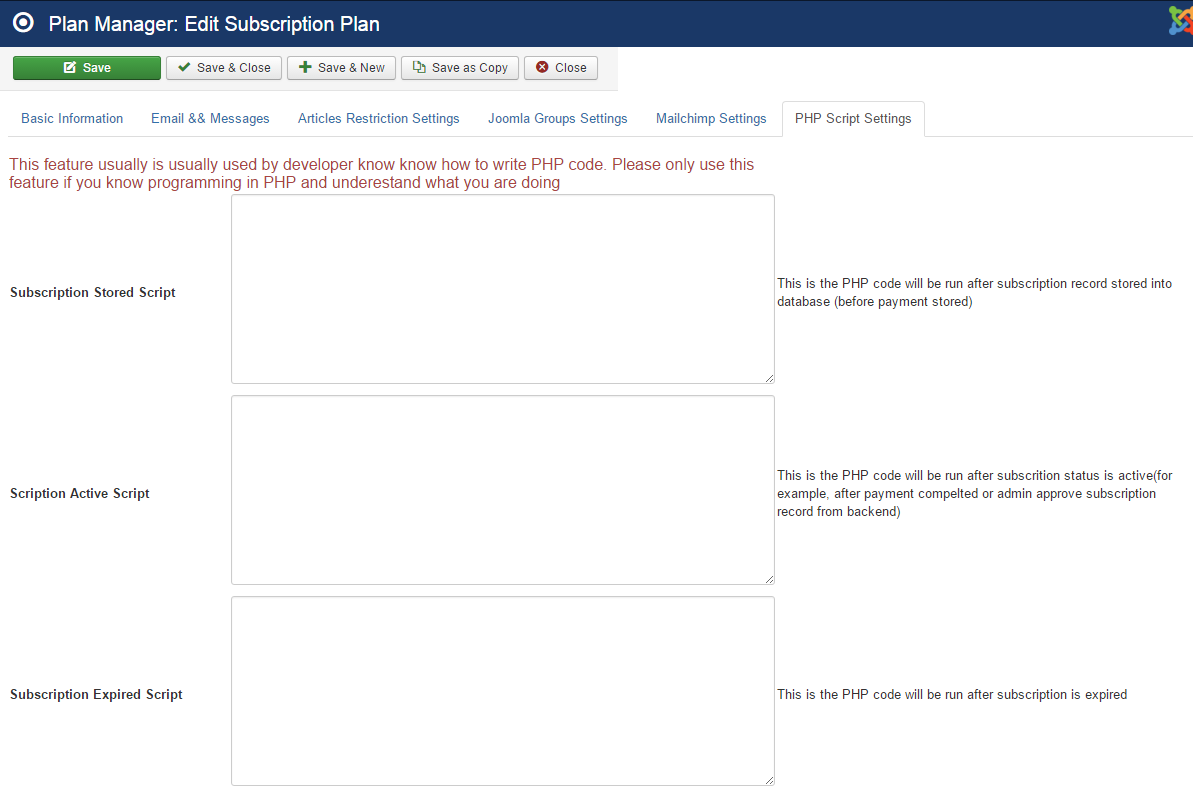 Plan Manager: Edit Subscription Plan
Save
Save & Close
Save & New
Save as Copy
Close
Basic Information
Email && Messages
Articles Restriction Settings
Joomla Groups Settings
Mailchimp Settings
PHP Script Settings
This feature usually is usually used by developer know know how to write PHP code. Please only use this
feature if you know programming in PHP and underestand what you are doing
Subscription Stored Script
This is the PHP code will be run after subscription record stored into
database (before payment stored)
Scription Active Script
This is the PHP code will be run after subscrition status is active(for
example, after payment compelted or admin approve subscription
record from backend)
Subscription Expired Script
This is the PHP code will be run after subscription is expired